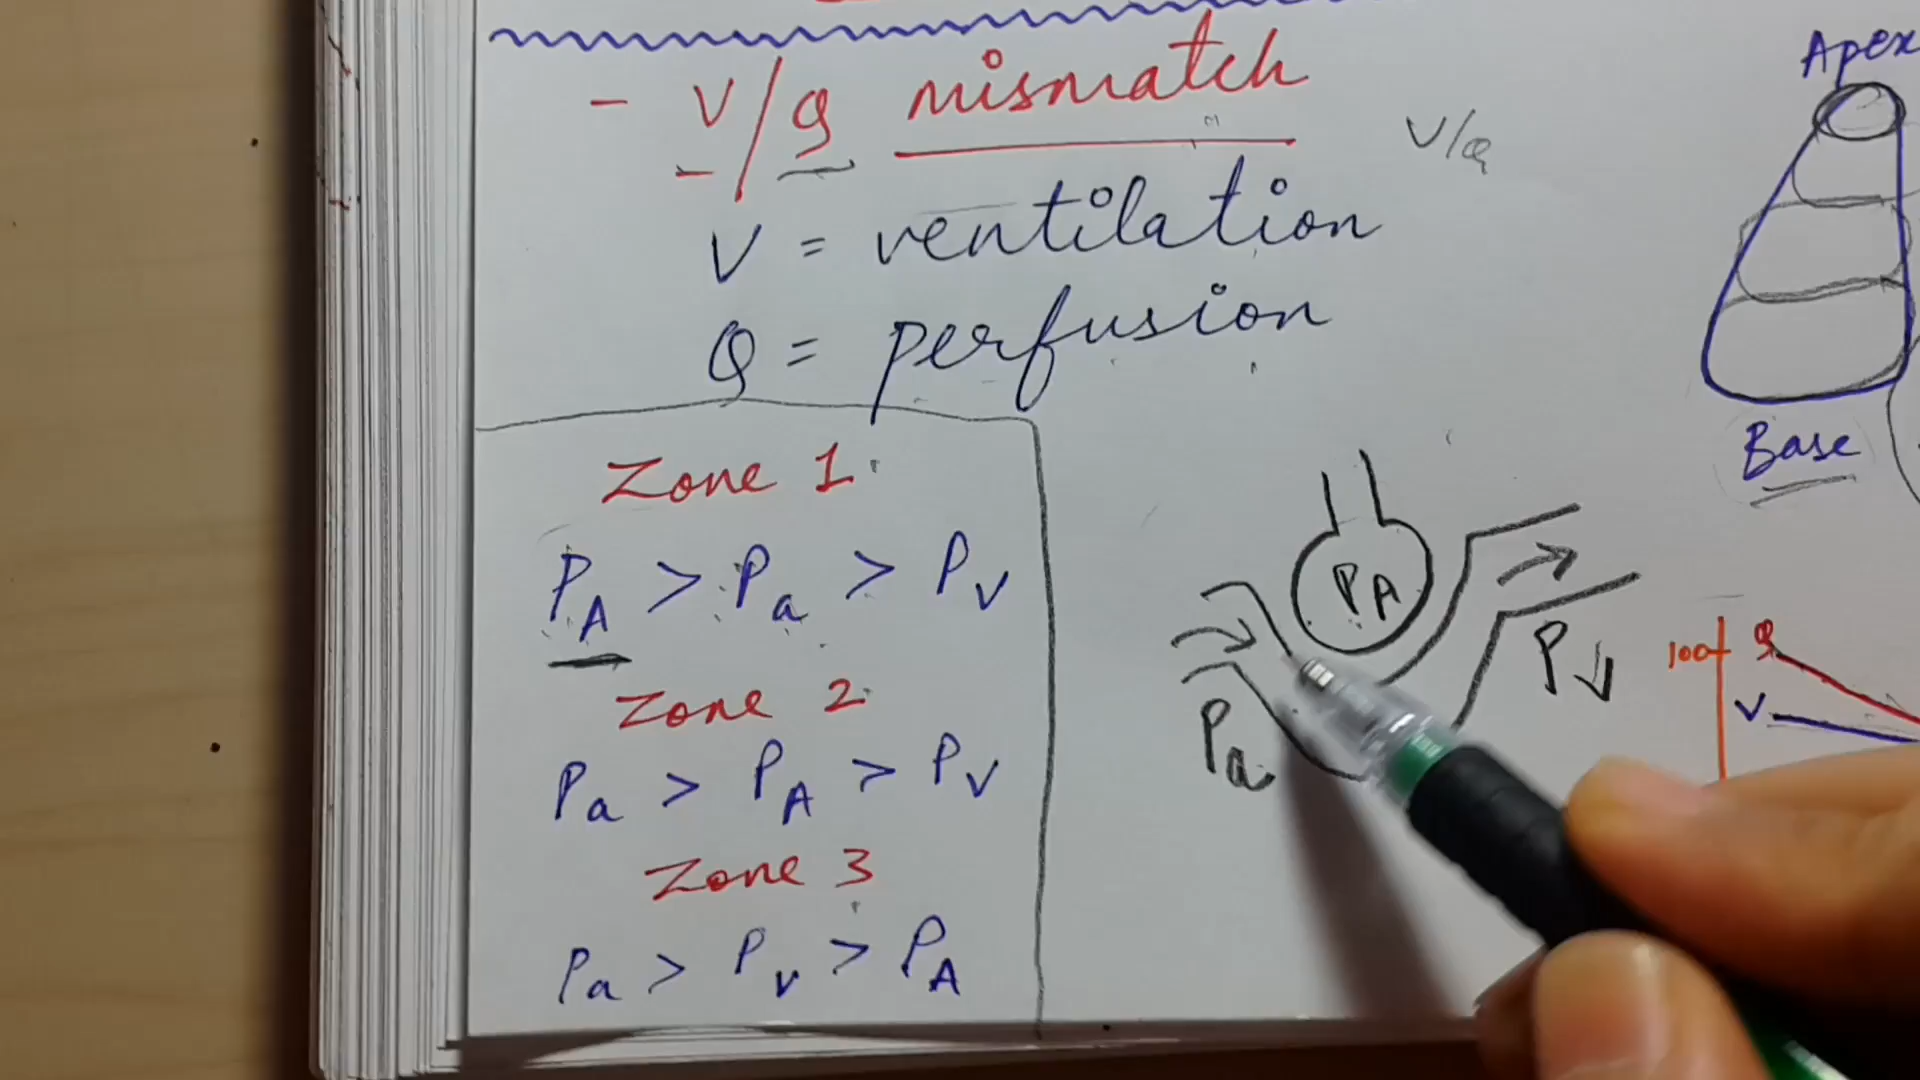 - V/Q mismatch
V/Q
V = ventilation
Q = perfusion
Zone 1
PA > Pa > PV
Zone 2
Pa > PA > PV
Zone 3
Pa > Pv > PA
PA
Pa
PV
Apex
Base
100
Q
V